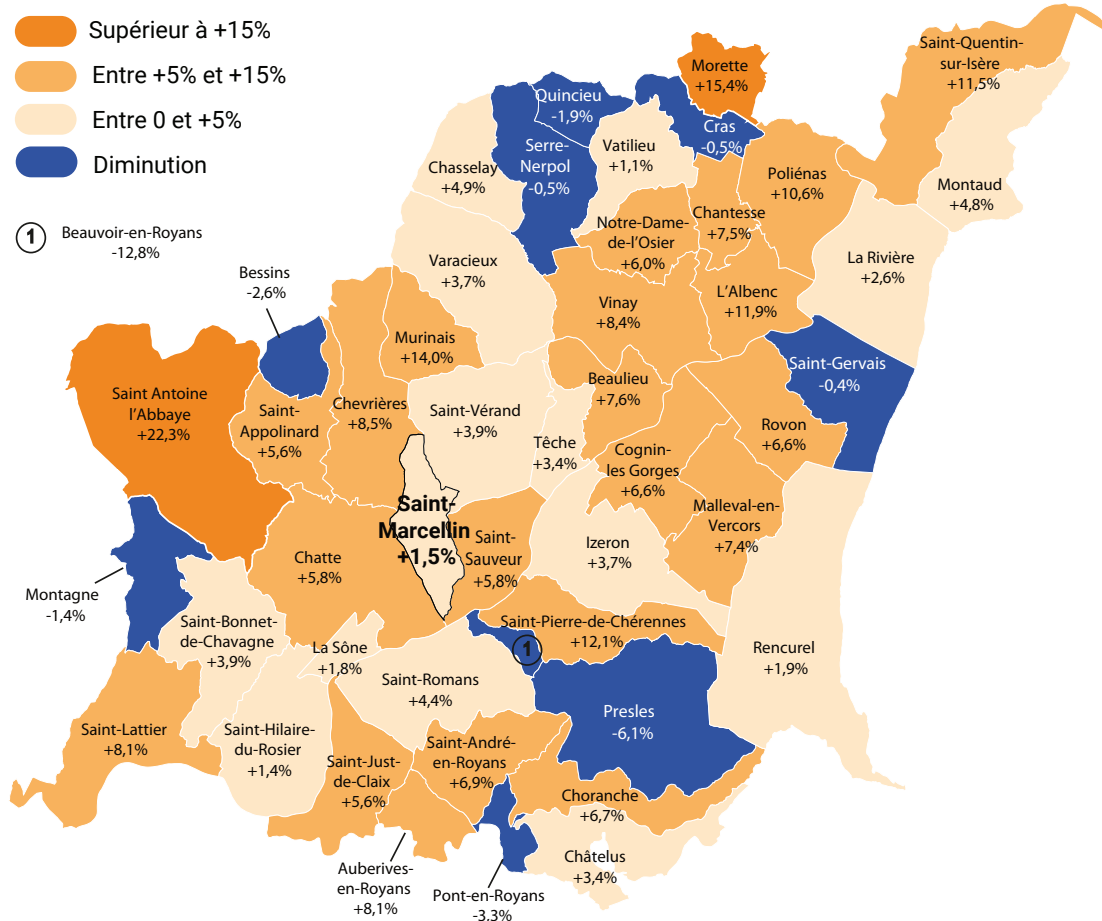 Supérieur à +15%
Entre +5% et +15%
Entre 0 et +5%
Diminution
1
Beauvoir-en-Royans
-12,8%
Saint-Quentin-
sur-Isère
+11,5%
Morette
+15,4%
Quincieu
-1,9%
Cras
-0,5%
Serre-
Nerpol
-0,5%
Vatilieu
+1,1%
Chasselay
+4,9%
Poliénas
+10,6%
Montaud
+4,8%
Chantesse
+7,5%
Notre-Dame-
de-l'Osier
+6,0%
La Rivière
+2,6%
Varacieux
+3,7%
Bessins
-2,6%
L'Albenc
+11,9%
Vinay
+8,4%
Murinais
+14,0%
Saint-Gervais
-0,4%
Saint Antoine
l'Abbaye
+22,3%
Saint-
Appolinard
+5,6%
Chevrières
+8,5%
Saint-Vérand
+3,9%
Beaulieu
+7,6%
Têche
+3,4%
Rovon
+6,6%
Cognin-
les Gorges
+6,6%
Malleval-en-
Vercors
+7,4%
Saint-
Marcellin
+1,5%
Saint-
Sauveur
+5,8%
Izeron
+3,7%
Chatte
+5,8%
Montagne
-1,4%
Saint-Bonnet-
de-Chavagne
+3,9%
La Sône
+1,8%
Saint-Pierre-de-Chérennes
+12,1%
1
Rencurel
+1,9%
Saint-Romans
+4,4%
Presles
-6,1%
Saint-Lattier
+8,1%
Saint-Hilaire-
du-Rosier
+1,4%
Saint-Just-
de-Claix
+5,6%
Saint-André-
en-Royans
+6,9%
Choranche
+6,7%
Châtelus
+3,4%
Auberives-
en-Royans
+8,1%
Pont-en-Royans
-3,3%